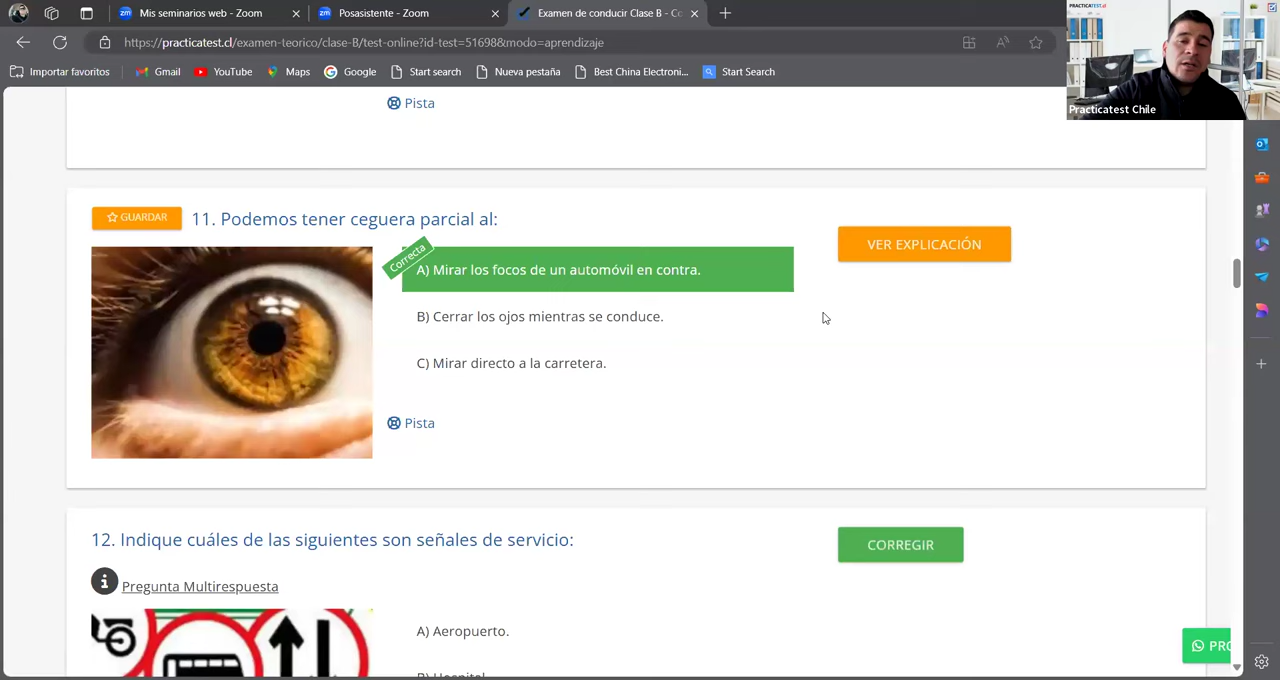 Mis seminarios web - Zoom
Posasistente - Zoom
Examen de conducir Clase B - Co
PRACTICATEST.cl
https://practicatest.cl/examen-teorico/clase-B/test-online?id-test=51698&modo=aprendizaje
Importar favoritos
Gmail
YouTube
Maps
Google
Start search
Nueva pestaña
Best China Electroni...
Start Search
Practicatest Chile
Pista
GUARDAR
11. Podemos tener ceguera parcial al:
VER EXPLICACIÓN
Correcta
A) Mirar los focos de un automóvil en contra.
B) Cerrar los ojos mientras se conduce.
C) Mirar directo a la carretera.
Pista
12. Indique cuáles de las siguientes son señales de servicio:
CORREGIR
Pregunta Multirespuesta
A) Aeropuerto.
PRO
B) Hospital